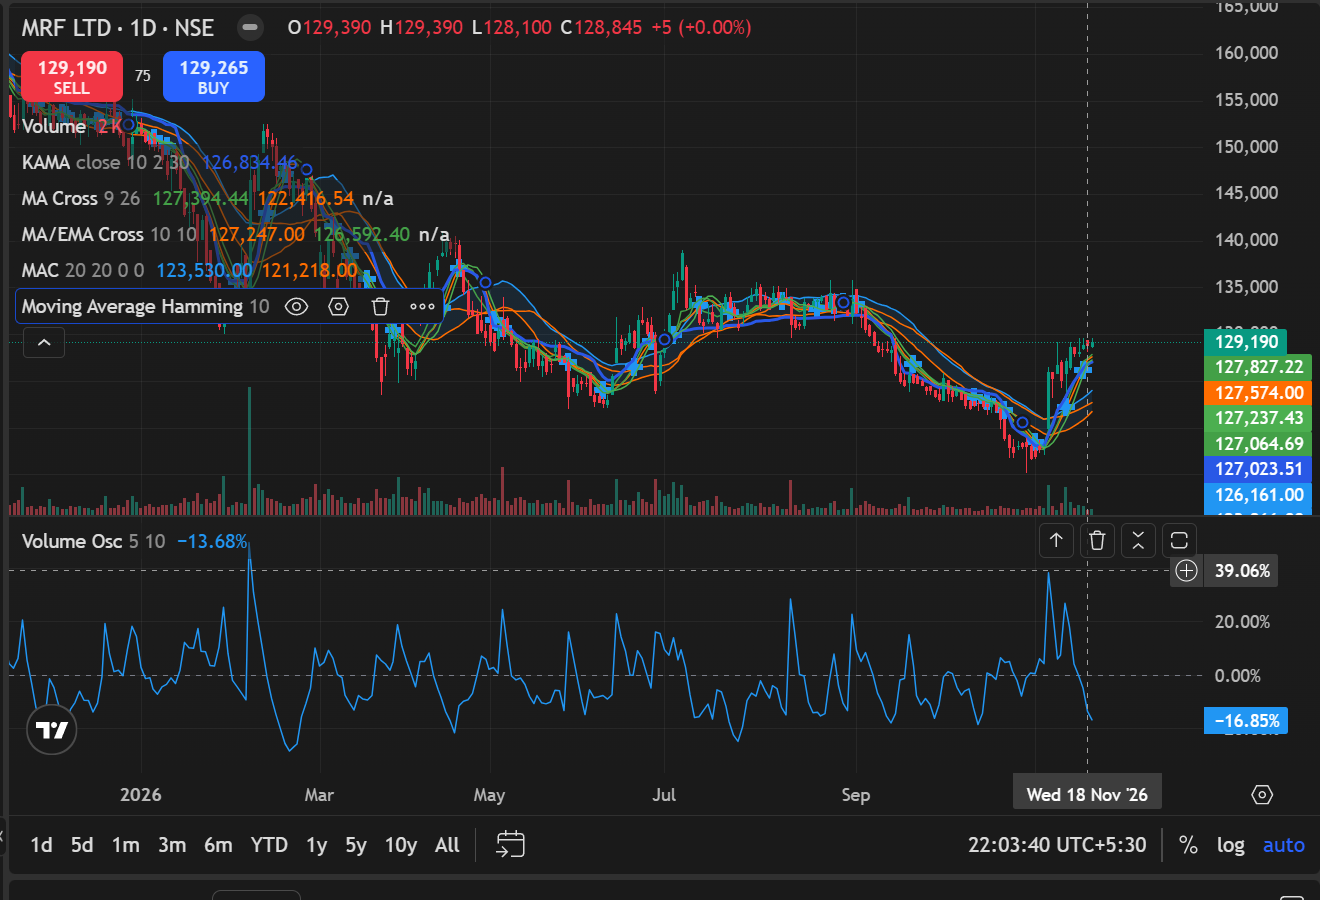 MRF LTD · 1D · NSE O129,390 H129,390 L128,100 C128,845 +5 (+0.00%)
129,190
SELL
75
129,265
BUY
Volume 2 K
KAMA close 10 2 30 126,834.46
MA Cross 9 26 127,394.44 122,416.54 n/a
MA/EMA Cross 10 10 127,247.00 126,592.40 n/a
MAC 20 20 0 0 123,530.00 121,218.00
Moving Average Hamming 10
165,000
160,000
155,000
150,000
145,000
140,000
135,000
129,190
127,827.22
127,574.00
127,237.43
127,064.69
127,023.51
126,161.00
Volume Osc 5 10 −13.68%
39.06%
20.00%
0.00%
−16.85%
2026 Mar May Jul Sep Wed 18 Nov '26
1d 5d 1m 3m 6m YTD 1y 5y 10y All 22:03:40 UTC+5:30 % log auto